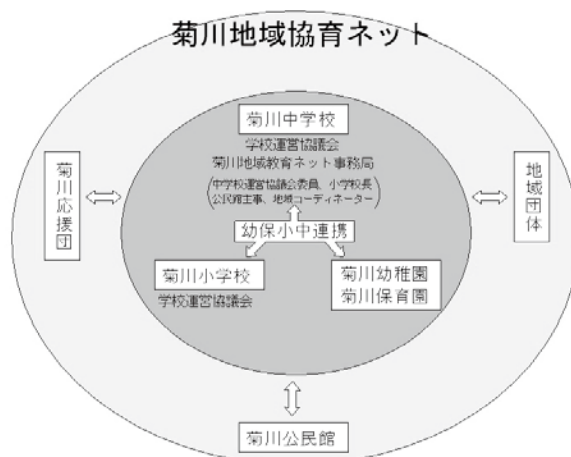 菊川地域協育ネット
菊川中学校
学校運営協議会
菊川地域教育ネット事務局
(中学校運営協議会委員、小学校長
公民館主事、地域コーディネーター)
菊川応援団
地域団体
幼保小中連携
菊川小学校
学校運営協議会
菊川幼稚園
菊川保育園
菊川公民館